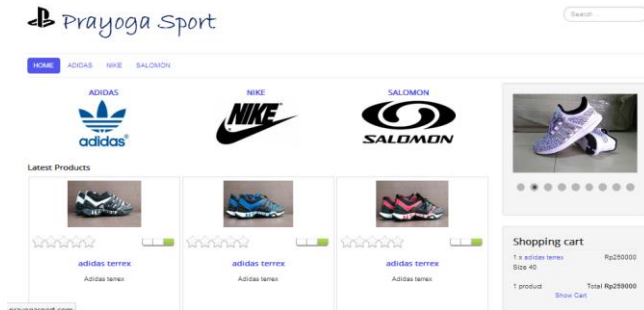 Prayoga Sport
Search ...
HOME ADIDAS NIKE SALOMON
ADIDAS NIKE SALOMON
adidas NIKE SALOMON
Latest Products
adidas terrex adidas terrex adidas terrex
Adidas terrex Adidas terrex Adidas terrex
Shopping cart
1 x adidas terrex Rp250000
Size 40
1 product Total Rp250000
Show Cart
prayogasport.com